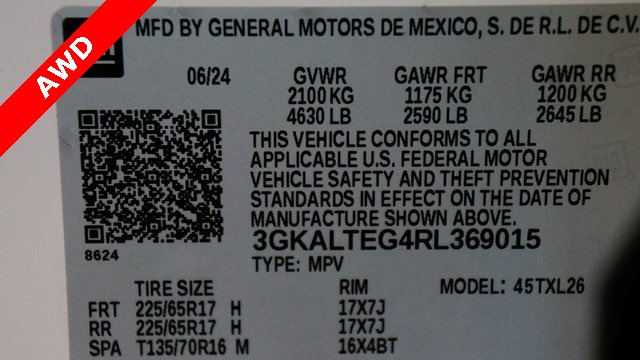 AWD
MFD BY GENERAL MOTORS DE MEXICO, S. DE R.L. DE C.V.
06/24 GVWR GAWR FRT GAWR RR
2100 KG 1175 KG 1200 KG
4630 LB 2590 LB 2645 LB
THIS VEHICLE CONFORMS TO ALL
APPLICABLE U.S. FEDERAL MOTOR
VEHICLE SAFETY AND THEFT PREVENTION
STANDARDS IN EFFECT ON THE DATE OF
MANUFACTURE SHOWN ABOVE.
3GKALTEG4RL369015
8624
TYPE: MPV
TIRE SIZE RIM MODEL: 45TXL26
FRT 225/65R17 H 17X7J
RR 225/65R17 H 17X7J
SPA T135/70R16 M 16X4BT